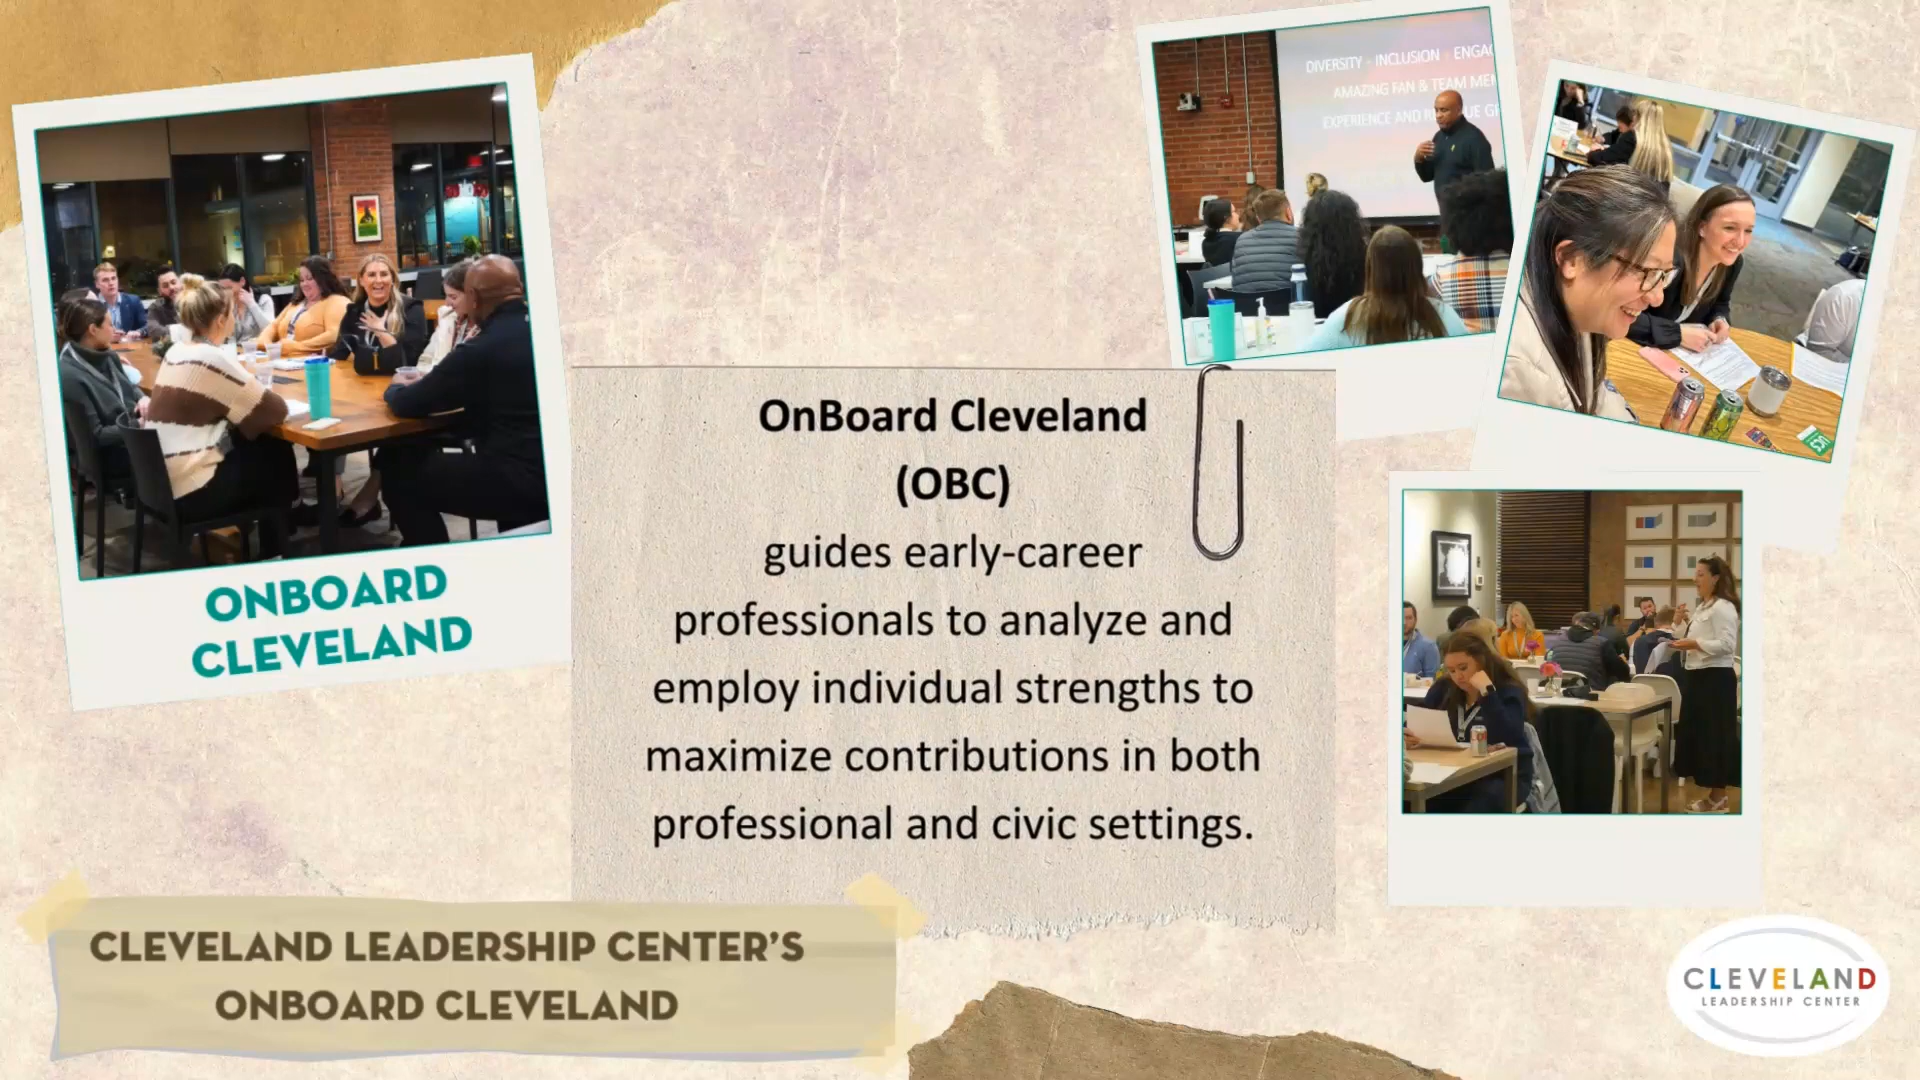 DIVERSITY - INCLUSION - ENGAG
AMAZING FAN & TEAM MEM
EXPERIENCE AND
ONBOARD
CLEVELAND
OnBoard Cleveland
(OBC)
guides early-career
professionals to analyze and
employ individual strengths to
maximize contributions in both
professional and civic settings.
CLEVELAND LEADERSHIP CENTER'S
ONBOARD CLEVELAND
CLEVELAND
LEADERSHIP CENTER